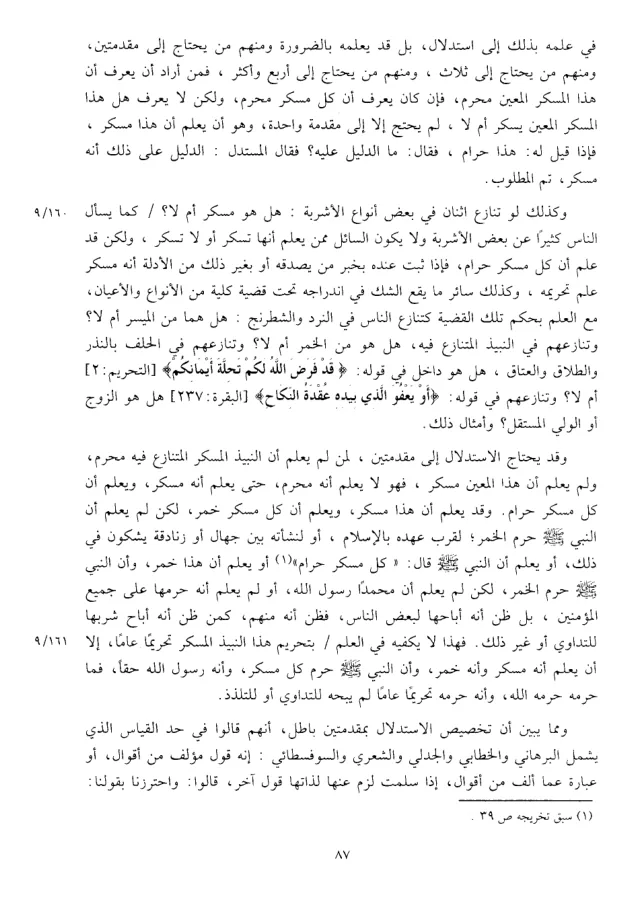 في علمه بذلك إلى استدلال، بل قد يعلمه بالضرورة ومنهم من يحتاج إلى مقدمتين،
ومنهم من يحتاج إلى ثلاث ، ومنهم من يحتاج إلى أربع وأكثر ، فمن أراد أن يعرف أن
هذا المسكر المعين محرم، فإن كان يعرف أن كل مسكر محرم، ولكن لا يعرف هل هذا
المسكر المعين يسكر أم لا ، لم يحتج إلا إلى مقدمة واحدة، وهو أن يعلم أن هذا مسكر ،
فإذا قيل له: هذا حرام ، فقال: ما الدليل عليه؟ فقال المستدل : الدليل على ذلك أنه
مسكر، تم المطلوب.
وكذلك لو تنازع اثنان في بعض أنواع الأشربة : هل هو مسكر أم لا؟ / كما يسأل ٩/١٦٠
الناس كثيرًا عن بعض الأشربة ولا يكون السائل ممن يعلم أنها تسكر أو لا تسكر ، ولكن قد
علم أن كل مسكر حرام، فإذا ثبت عنده بخبر من يصدقه أو بغير ذلك من الأدلة أنه مسكر
علم تحريمه ، وكذلك سائر ما يقع الشك في اندراجه تحت قضية كلية من الأنواع والأعيان،
مع العلم بحكم تلك القضية كتنازع الناس في النرد والشطرنج : هل هما من الميسر أم لا؟
وتنازعهم في النبيذ المتنازع فيه، هل هو من الخمر أم لا؟ وتنازعهم في الحلف بالنذر
والطلاق والعتاق ، هل هو داخل في قوله: ﴿ قَدْ فَرَضَ اللَّهُ لَكُمْ تَحِلَّةَ أَيْمَانِكُمْ﴾ [التحريم:٢]
أم لا؟ وتنازعهم في قوله: ﴿أَوْ يَعْفُوَ الَّذِي بِيَدِهِ عُقْدَةُ النِّكَاحِ﴾ [البقرة:٢٣٧] هل هو الزوج
أو الولي المستقل؟ وأمثال ذلك.
وقد يحتاج الاستدلال إلى مقدمتين ، لمن لم يعلم أن النبيذ المسكر المتنازع فيه محرم،
ولم يعلم أن هذا المعين مسكر ، فهو لا يعلم أنه محرم، حتى يعلم أنه مسكر، ويعلم أن
كل مسكر حرام. وقد يعلم أن هذا مسكر، ويعلم أن كل مسكر خمر، لكن لم يعلم أن
النبي ﷺ حرم الخمر؛ لقرب عهده بالإسلام ، أو لنشأته بين جهال أو زنادقة يشكون في
ذلك، أو يعلم أن النبي ﷺ قال: « كل مسكر حرام»(١) أو يعلم أن هذا خمر، وأن النبي
ﷺ حرم الخمر، لكن لم يعلم أن محمدًا رسول الله، أو لم يعلم أنه حرمها على جميع
المؤمنين ، بل ظن أنه أباحها لبعض الناس، فظن أنه منهم، كمن ظن أنه أباح شربها
للتداوي أو غير ذلك. فهذا لا يكفيه في العلم / بتحريم هذا النبيذ المسكر تحريمًا عامًا، إلا ٩/١٦١
أن يعلم أنه مسكر وأنه خمر، وأن النبي ﷺ حرم كل مسكر، وأنه رسول الله حقاً، فما
حرمه حرمه الله، وأنه حرمه تحريمًا عامًا لم يبحه للتداوي أو للتلذذ.
ومما يبين أن تخصيص الاستدلال بمقدمتين باطل، أنهم قالوا في حد القياس الذي
يشمل البرهاني والخطابي والجدلي والشعري والسوفسطائي : إنه قول مؤلف من أقوال، أو
عبارة عما ألف من أقوال، إذا سلمت لزم عنها لذاتها قول آخر، قالوا: واحترزنا بقولنا:
(١) سبق تخريجه ص ٣٩ .
٨٧